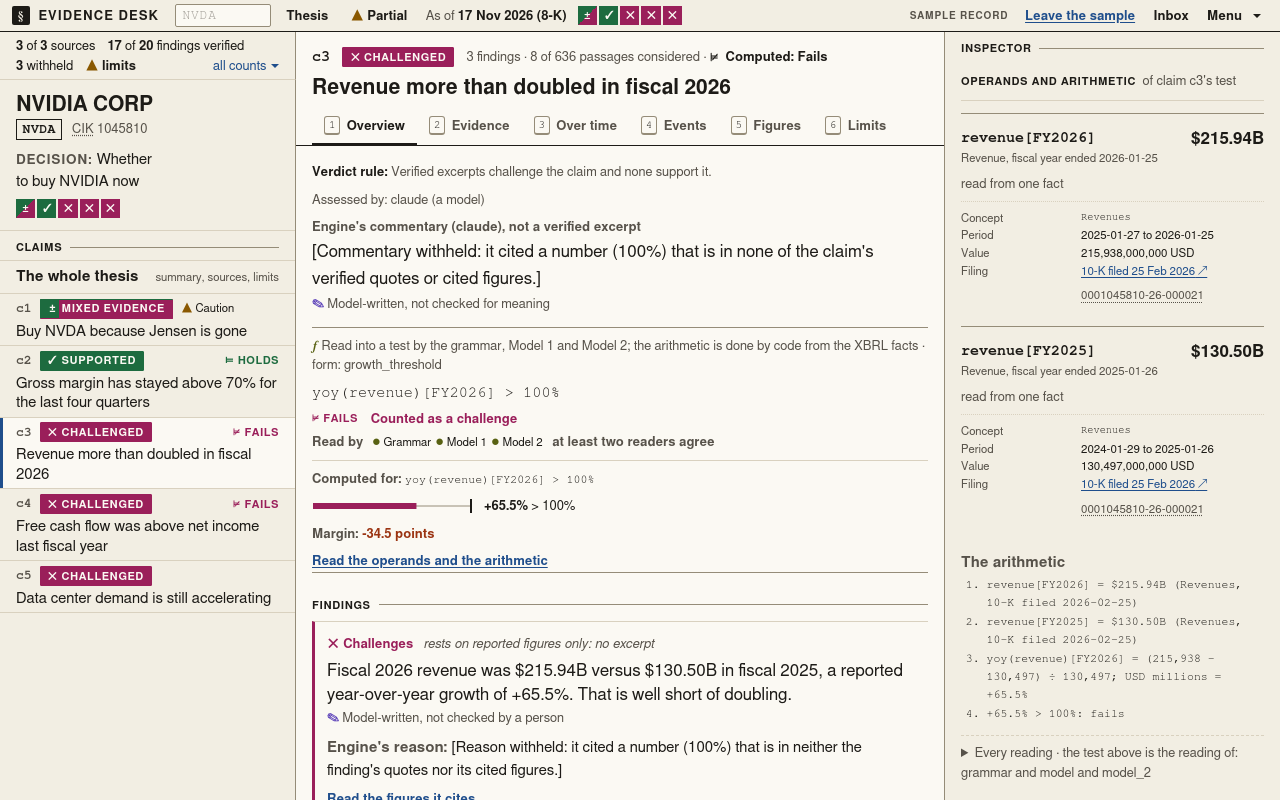 § EVIDENCE DESK NVDA Thesis Partial As of 17 Nov 2026 (8-K) ± ✓ ✕ ✕ ✕ SAMPLE RECORD Leave the sample Inbox Menu
3 of 3 sources 17 of 20 findings verified
3 withheld limits all counts
NVIDIA CORP
NVDA CIK 1045810
DECISION: Whether
to buy NVIDIA now
± ✓ ✕ ✕ ✕
CLAIMS
The whole thesis summary, sources, limits
c1 ± MIXED EVIDENCE Caution
Buy NVDA because Jensen is gone
c2 ✓ SUPPORTED ⊨ HOLDS
Gross margin has stayed above 70% for
the last four quarters
c3 ✕ CHALLENGED ⊭ FAILS
Revenue more than doubled in fiscal
2026
c4 ✕ CHALLENGED ⊭ FAILS
Free cash flow was above net income
last fiscal year
c5 ✕ CHALLENGED
Data center demand is still accelerating
c3 ✕ CHALLENGED 3 findings · 8 of 636 passages considered · ⊭ Computed: Fails
Revenue more than doubled in fiscal 2026
1 Overview 2 Evidence 3 Over time 4 Events 5 Figures 6 Limits
Verdict rule: Verified excerpts challenge the claim and none support it.
Assessed by: claude (a model)
Engine's commentary (claude), not a verified excerpt
[Commentary withheld: it cited a number (100%) that is in none of the claim's
verified quotes or cited figures.]
✎ Model-written, not checked for meaning
ƒ Read into a test by the grammar, Model 1 and Model 2; the arithmetic is done by code from the XBRL facts ·
form: growth_threshold
yoy(revenue)[FY2026] > 100%
⊭ FAILS Counted as a challenge
Read by ● Grammar ● Model 1 ● Model 2 at least two readers agree
Computed for: yoy(revenue)[FY2026] > 100%
+65.5% > 100%
Margin: -34.5 points
Read the operands and the arithmetic
FINDINGS
✕ Challenges rests on reported figures only: no excerpt
Fiscal 2026 revenue was $215.94B versus $130.50B in fiscal 2025, a reported
year-over-year growth of +65.5%. That is well short of doubling.
✎ Model-written, not checked by a person
Engine's reason: [Reason withheld: it cited a number (100%) that is in neither the
finding's quotes nor its cited figures.]
Read the figures it cites
INSPECTOR
OPERANDS AND ARITHMETIC of claim c3's test
revenue[FY2026] $215.94B
Revenue, fiscal year ended 2026-01-25
read from one fact
Concept Revenues
Period 2025-01-27 to 2026-01-25
Value 215,938,000,000 USD
Filing 10-K filed 25 Feb 2026 ↗
0001045810-26-000021
revenue[FY2025] $130.50B
Revenue, fiscal year ended 2025-01-26
read from one fact
Concept Revenues
Period 2024-01-29 to 2025-01-26
Value 130,497,000,000 USD
Filing 10-K filed 25 Feb 2026 ↗
0001045810-26-000021
The arithmetic
1. revenue[FY2026] = $215.94B (Revenues,
10-K filed 2026-02-25)
2. revenue[FY2025] = $130.50B (Revenues,
10-K filed 2026-02-25)
3. yoy(revenue)[FY2026] = (215,938 −
130,497) ÷ 130,497; USD millions =
+65.5%
4. +65.5% > 100%: fails
▶ Every reading · the test above is the reading of:
grammar and model and model_2